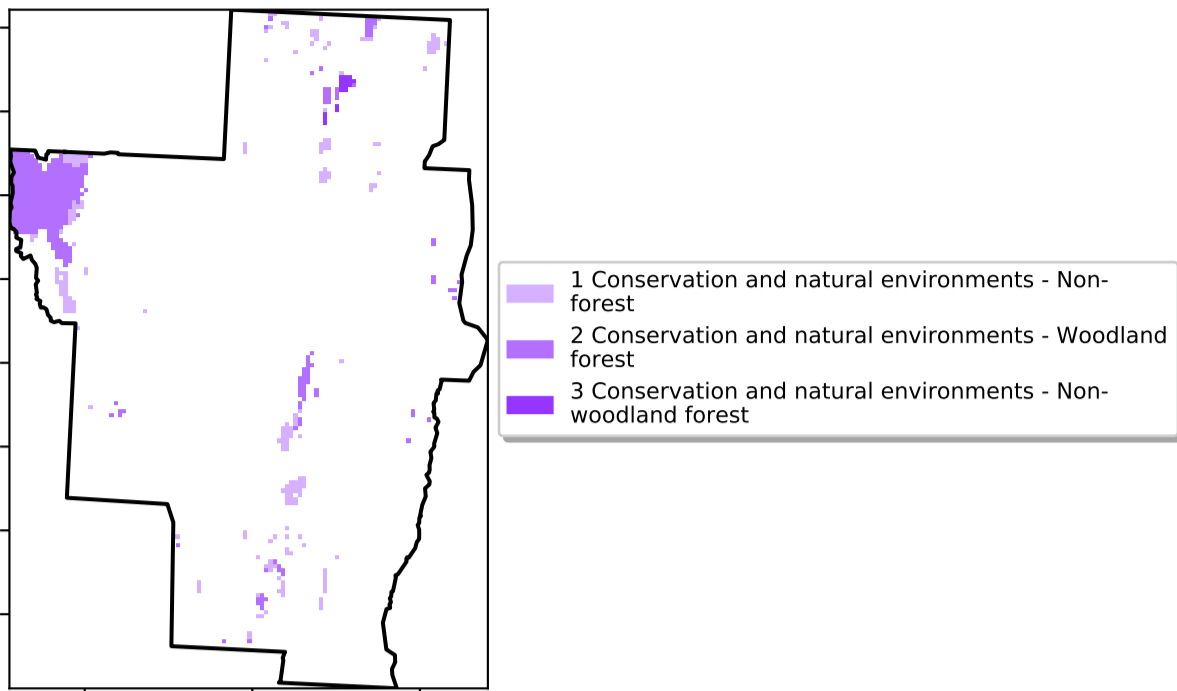 1 Conservation and natural environments - Non-
forest
2 Conservation and natural environments - Woodland
forest
3 Conservation and natural environments - Non-
woodland forest